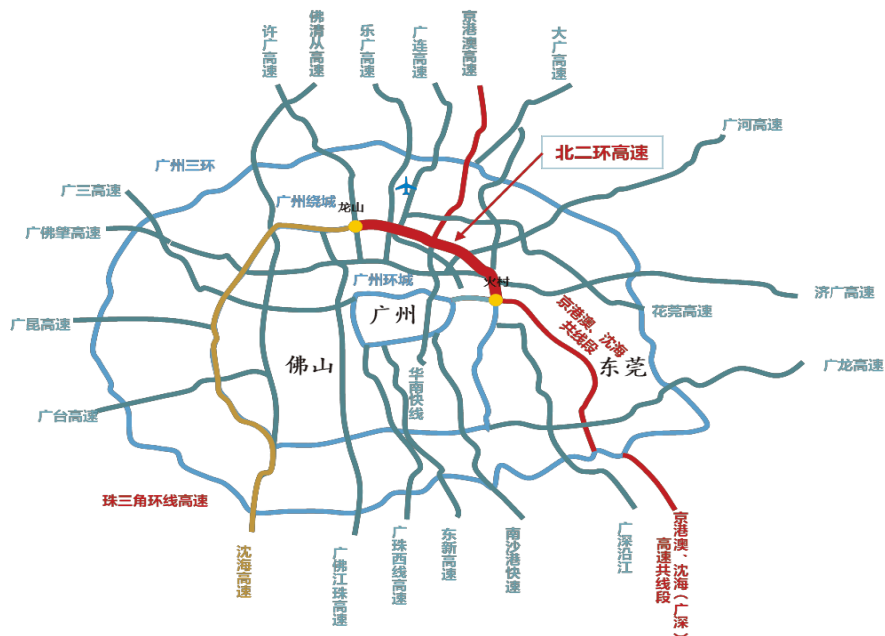 许广高速
佛清从高速
乐广高速
广连高速
京港澳高速
大广高速
广河高速
北二环高速
广州三环
广三高速
广州绕城
龙山
广佛肇高速
广州环城
火村
济广高速
花莞高速
广昆高速
广州
京港澳、沈海
共线段
佛山
东莞
广龙高速
华南快线
广台高速
珠三角环线高速
沈海高速
广佛江珠高速
广珠西线高速
东新高速
南沙港快速
广深沿江
京港澳、沈海(广深)
高速共线段